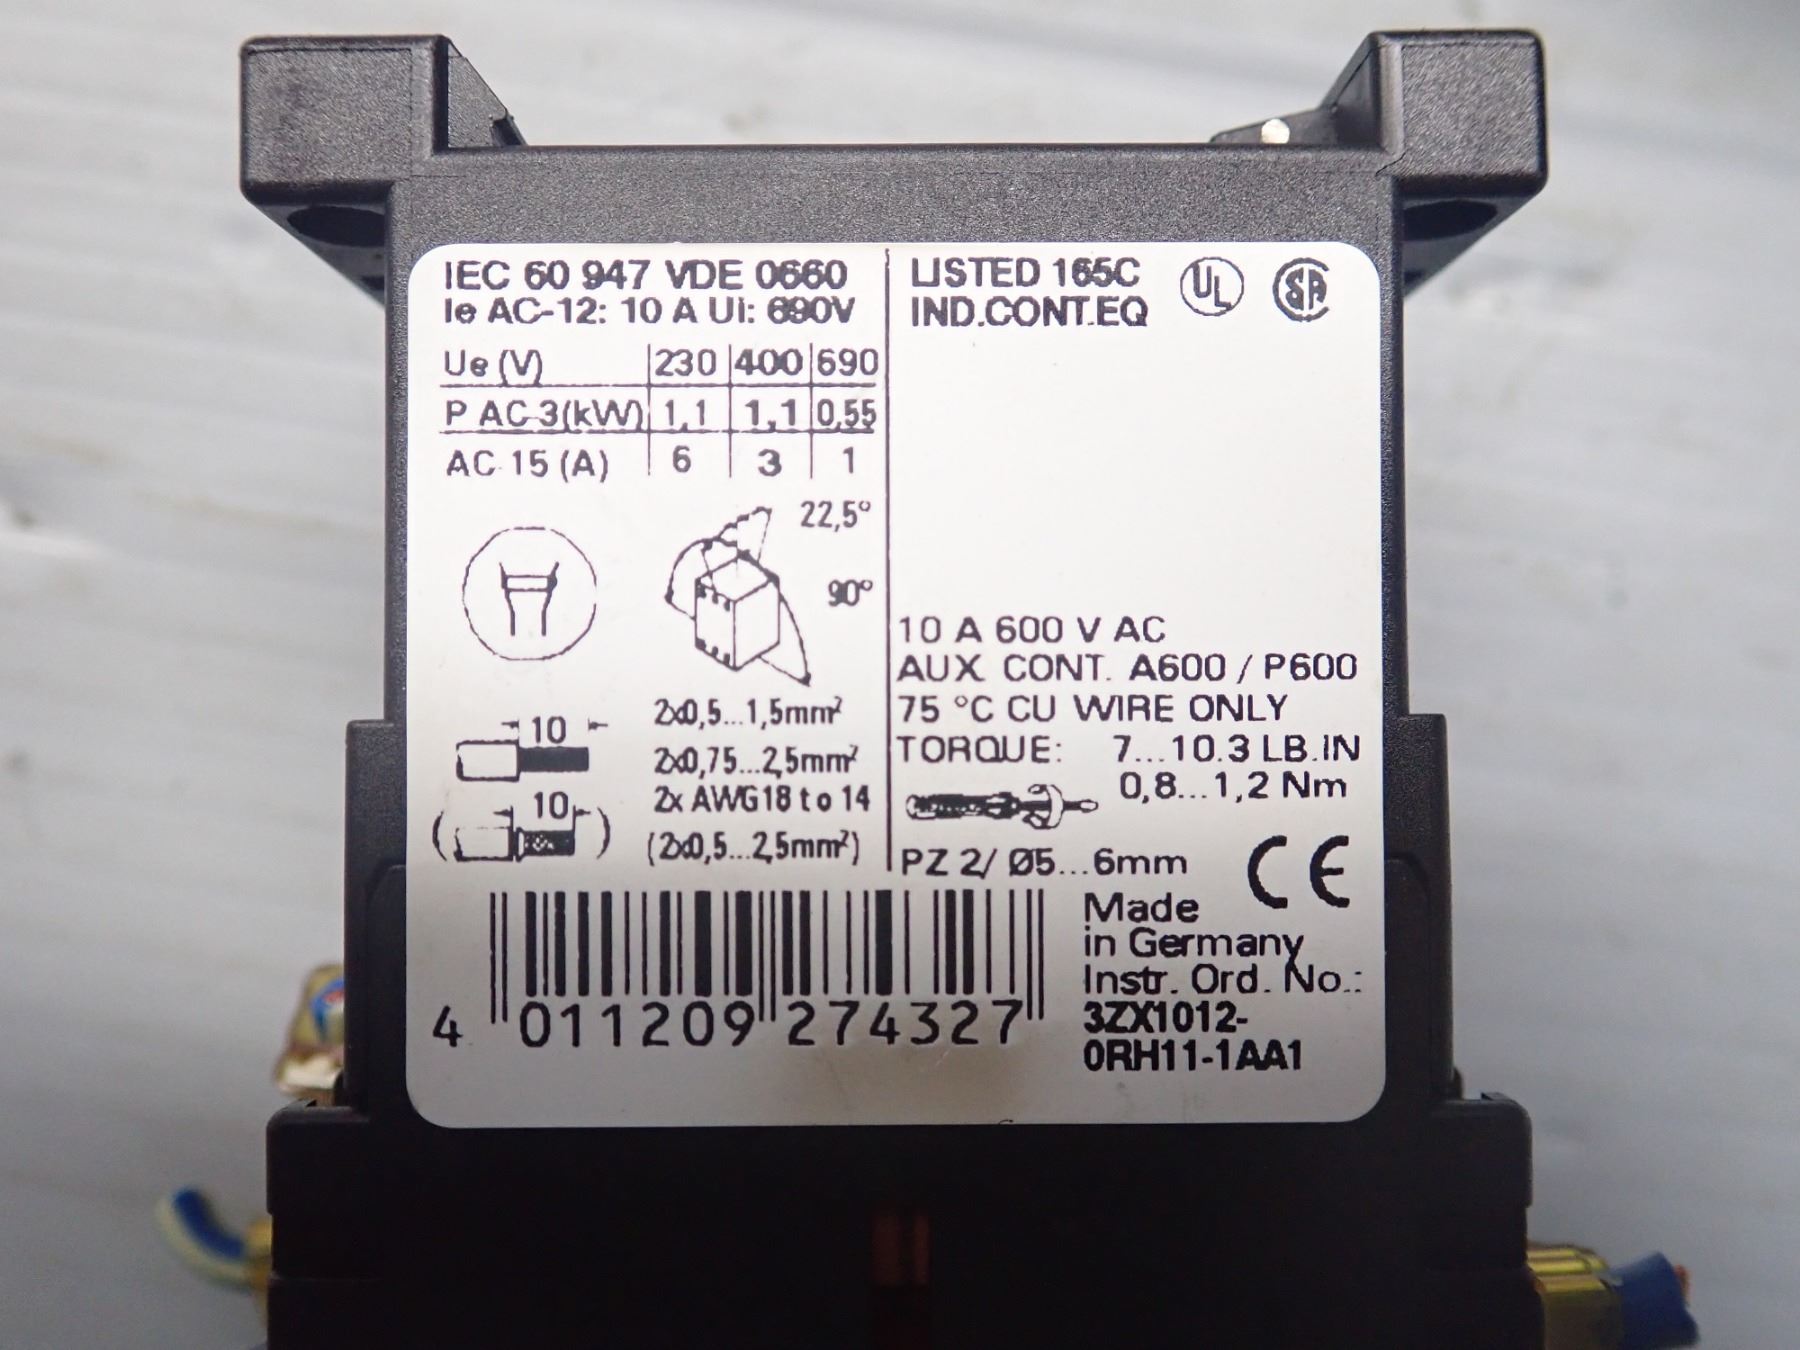 IEC 60 947 VDE 0660
Ie AC-12: 10 A Ui: 690V
Ue (V) 230 400 690
P AC-3(kW) 1,1 1,1 0,55
AC-15 (A) 6 3 1
22,5°
90°
10
2x0,5...1,5mm²
2x0,75...2,5mm²
2x AWG18 to 14
(10)
(2x0,5...2,5mm²)
LISTED 165C
IND.CONT.EQ
UL
SA
10 A 600 V AC
AUX. CONT. A600 / P600
75 °C CU WIRE ONLY
TORQUE: 7...10.3 LB.IN
0,8...1,2 Nm
PZ 2/ Ø5...6mm
CE
4 011209 274327
Made
in Germany
Instr. Ord. No.:
3ZX1012-
0RH11-1AA1